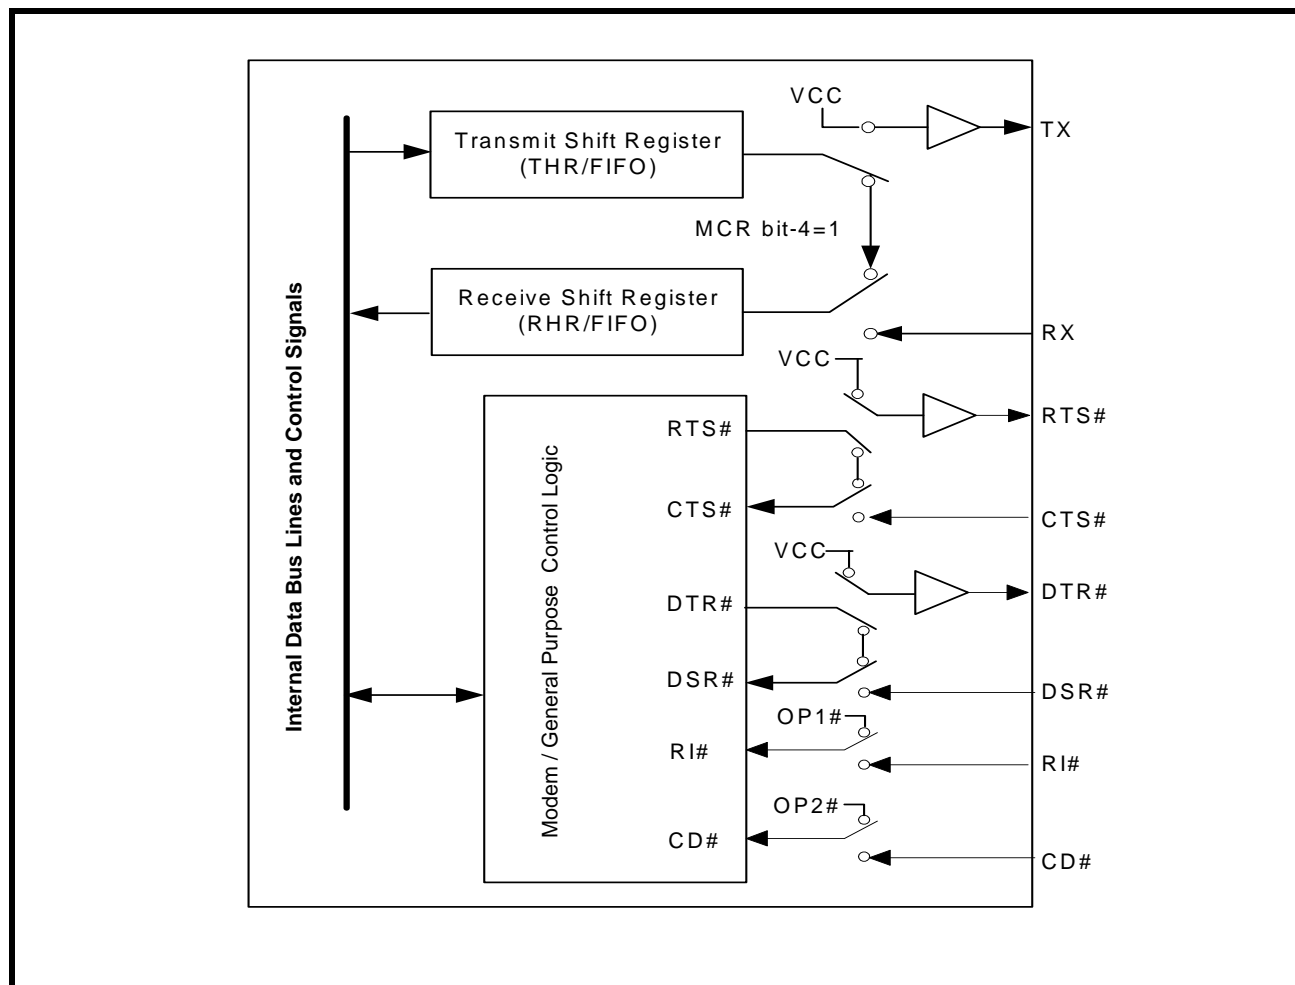 VCC
TX
Transmit Shift Register
(THR/FIFO)
MCR bit-4=1
Receive Shift Register
(RHR/FIFO)
RX
VCC
RTS#
RTS#
CTS#
CTS#
VCC
DTR#
DTR#
DSR#
DSR#
OP1#
RI#
RI#
OP2#
CD#
CD#
Internal Data Bus Lines and Control Signals
Modem / General Purpose Control Logic